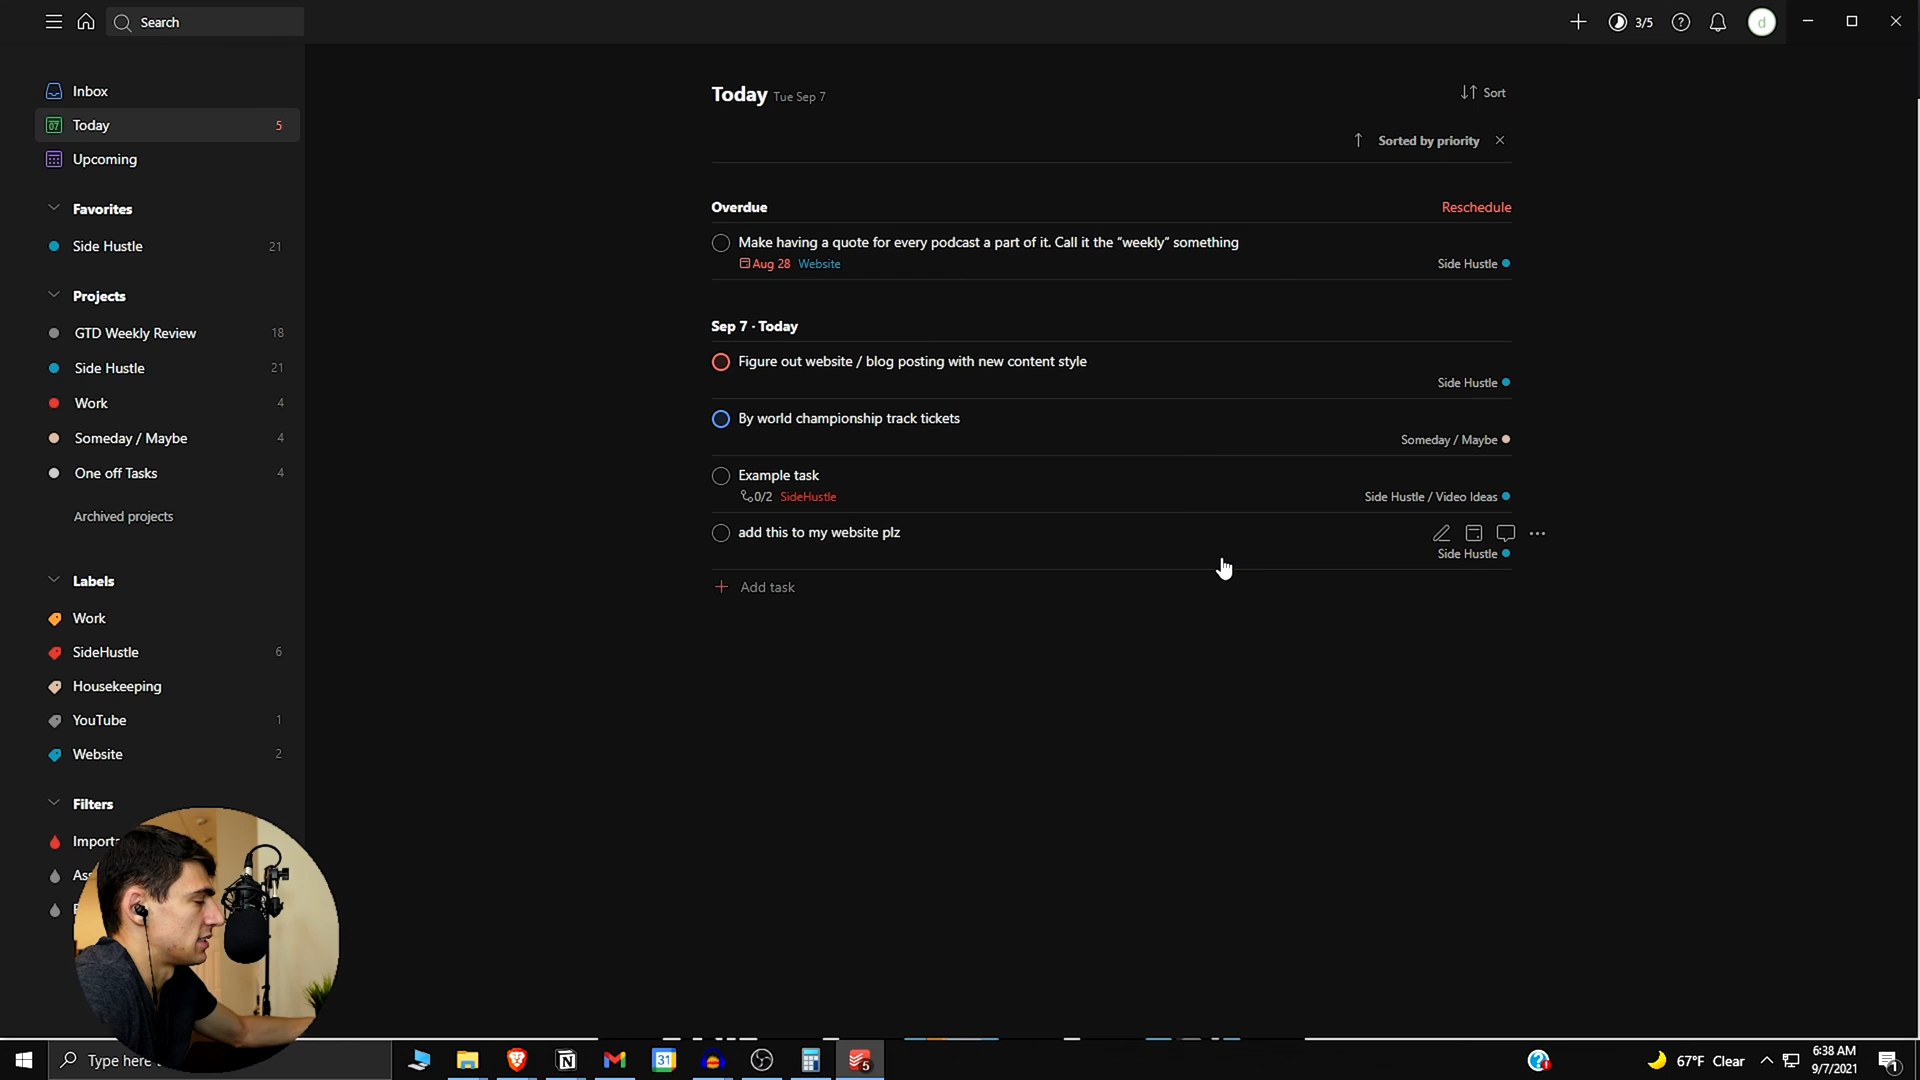 Search
3/5
d
Inbox
Today 5
Upcoming
Favorites
Side Hustle 21
Projects
GTD Weekly Review 18
Side Hustle 21
Work 4
Someday / Maybe 4
One off Tasks 4
Archived projects
Labels
Work
SideHustle 6
Housekeeping
YouTube 1
Website 2
Filters
Today Tue Sep 7
Sort
Sorted by priority
Overdue Reschedule
Make having a quote for every podcast a part of it. Call it the "weekly" something
Aug 28 Website Side Hustle
Sep 7 · Today
Figure out website / blog posting with new content style
Side Hustle
By world championship track tickets
Someday / Maybe
Example task
0/2 SideHustle Side Hustle / Video Ideas
add this to my website plz
Side Hustle
Add task
Type here
31
5
67°F Clear
6:38 AM
9/7/2021
1